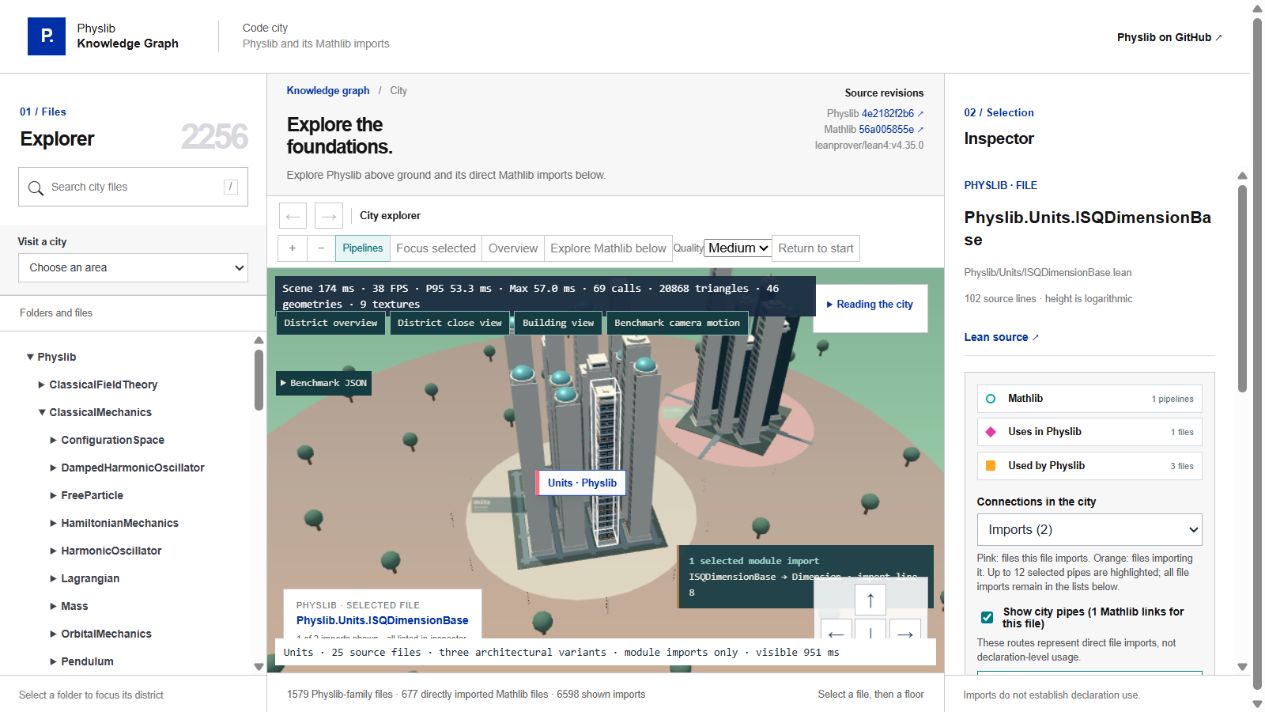 P.
Physlib
Knowledge Graph
Code city
Physlib and its Mathlib imports
Physlib on GitHub ↗
01 / Files
Explorer
2256
Search city files
/
Visit a city
Choose an area
Folders and files
▼ Physlib
▶ ClassicalFieldTheory
▼ ClassicalMechanics
▶ ConfigurationSpace
▶ DampedHarmonicOscillator
▶ FreeParticle
▶ HamiltonianMechanics
▶ HarmonicOscillator
▶ Lagrangian
▶ Mass
▶ OrbitalMechanics
▶ Pendulum
Select a folder to focus its district
Knowledge graph / City
Explore the
foundations.
Explore Physlib above ground and its direct Mathlib imports below.
Source revisions
Physlib 4e2182f2b6 ↗
Mathlib 56a005855e ↗
leanprover/lean4:v4.35.0
← → City explorer
+ − Pipelines Focus selected Overview Explore Mathlib below Quality Medium Return to start
Scene 174 ms · 38 FPS · P95 53.3 ms · Max 57.0 ms · 69 calls · 20868 triangles · 46
geometries · 9 textures
▶ Reading the city
District overview District close view Building view Benchmark camera motion
▶ Benchmark JSON
Units
Units · Physlib
1 selected module import
ISQDimensionBase → Dimension · import line
8
↑
← ↓ →
PHYSLIB · SELECTED FILE
Physlib.Units.ISQDimensionBase
1 of 2 imports shown · all listed in inspector
Units · 25 source files · three architectural variants · module imports only · visible 951 ms
1579 Physlib-family files · 677 directly imported Mathlib files · 6598 shown imports
Select a file, then a floor
02 / Selection
Inspector
PHYSLIB · FILE
Physlib.Units.ISQDimensionBa
se
Physlib/Units/ISQDimensionBase.lean
102 source lines · height is logarithmic
Lean source ↗
Mathlib 1 pipelines
Uses in Physlib 1 files
Used by Physlib 3 files
Connections in the city
Imports (2)
Pink: files this file imports. Orange: files importing
it. Up to 12 selected pipes are highlighted; all file
imports remain in the lists below.
Show city pipes (1 Mathlib links for
this file)
These routes represent direct file imports, not
declaration-level usage.
Imports do not establish declaration use.